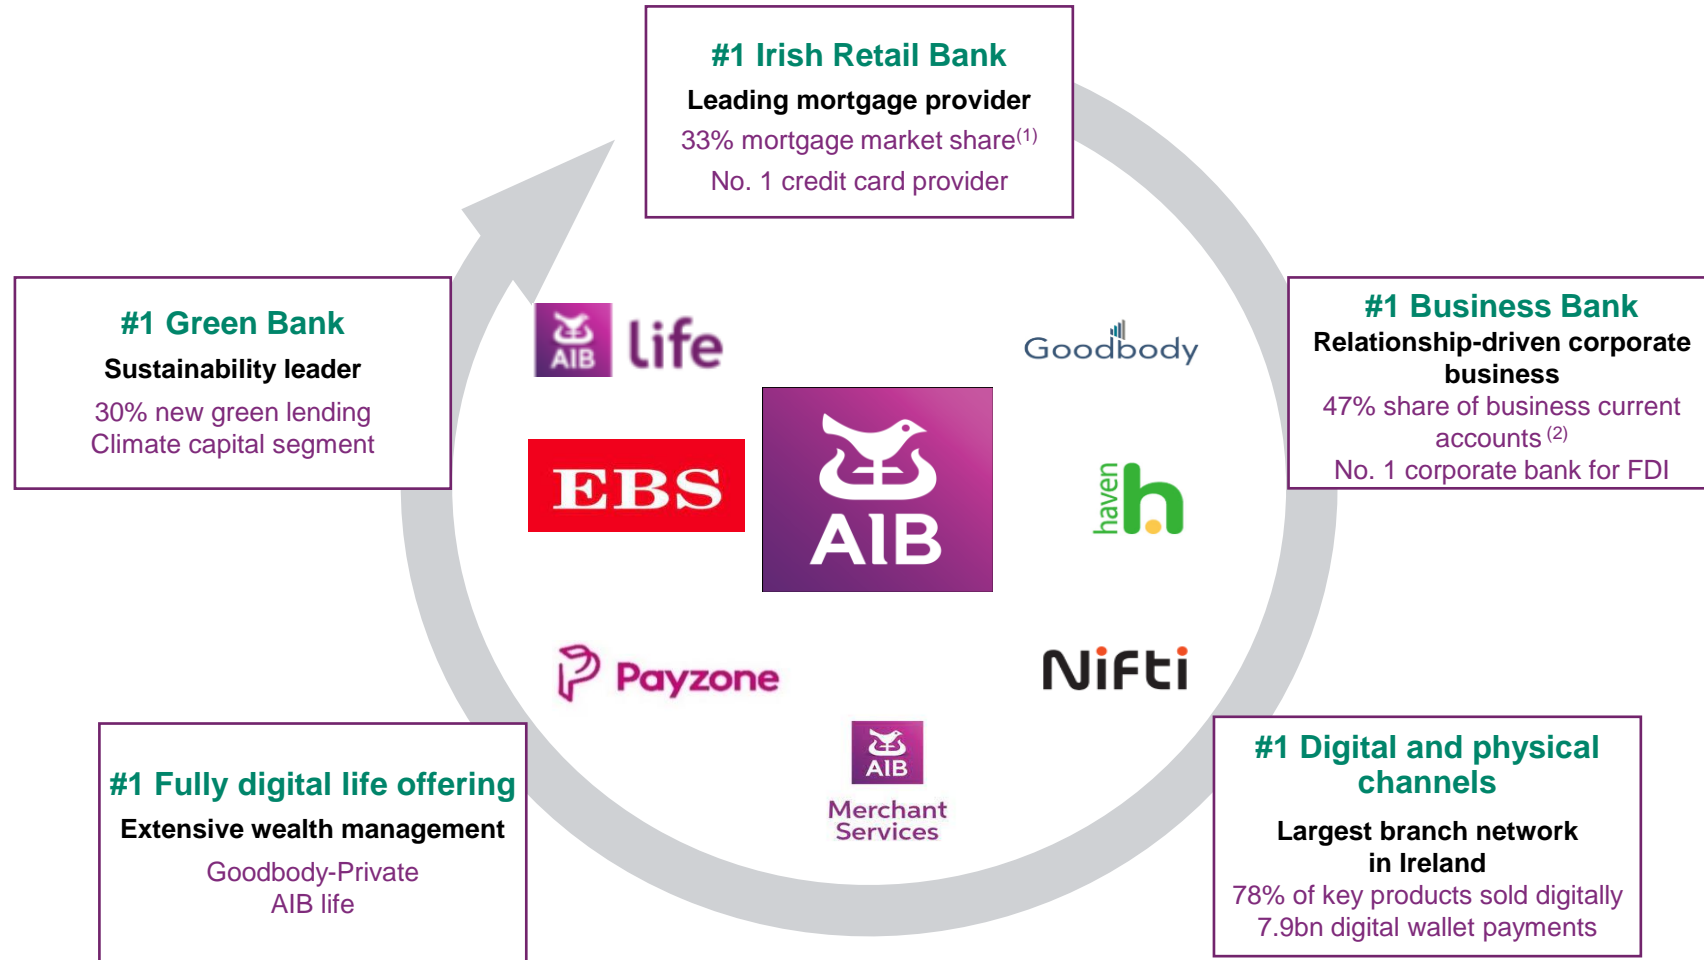 #1 Irish Retail Bank
Leading mortgage provider
33% mortgage market share(1)
No. 1 credit card provider
#1 Green Bank
Sustainability leader
30% new green lending
Climate capital segment
#1 Business Bank
Relationship-driven corporate
business
47% share of business current
accounts (2)
No. 1 corporate bank for FDI
AIB life
Goodbody
EBS
AIB
haven h
Payzone
Nifti
AIB
Merchant
Services
#1 Fully digital life offering
Extensive wealth management
Goodbody-Private
AIB life
#1 Digital and physical
channels
Largest branch network
in Ireland
78% of key products sold digitally
7.9bn digital wallet payments